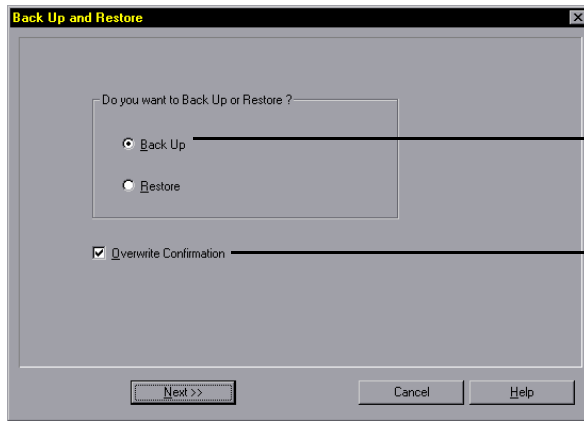 Back Up and Restore
Do you want to Back Up or Restore ?
Back Up
Restore
Overwrite Confirmation
Next >>
Cancel
Help